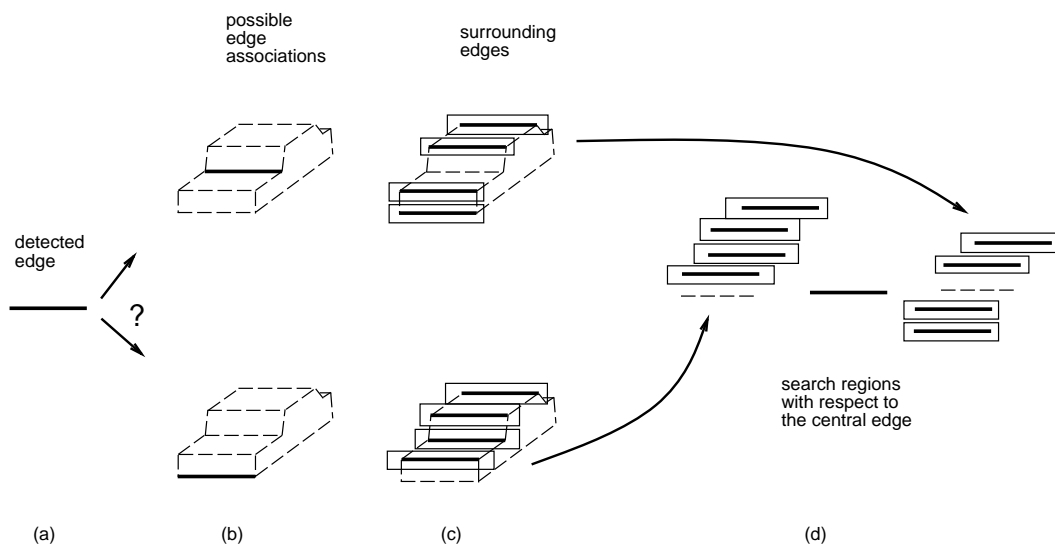 possible
edge
associations
surrounding
edges
detected
edge
?
search regions
with respect to
the central edge
(a)
(b)
(c)
(d)